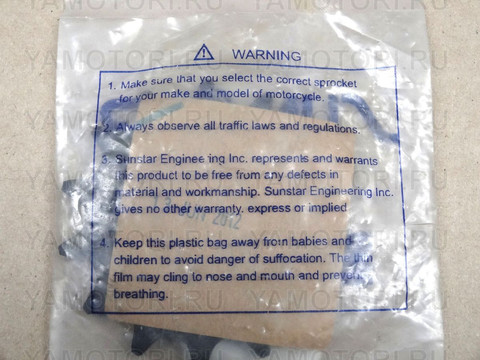 YAMOTORI.RU YAMOTORI.RU
⚠ WARNING
1. Make sure that you select the correct sprocket
for your make and model of motorcycle.
2. Always observe all traffic laws and regulations.
3. Sunstar Engineering Inc. represents and warrants
this product to be free from any defects in
material and workmanship. Sunstar Engineering Inc.
gives no other warranty. express or implied.
4. Keep this plastic bag away from babies and
children to avoid danger of suffocation. The thin
film may cling to nose and mouth and prevent
breathing.